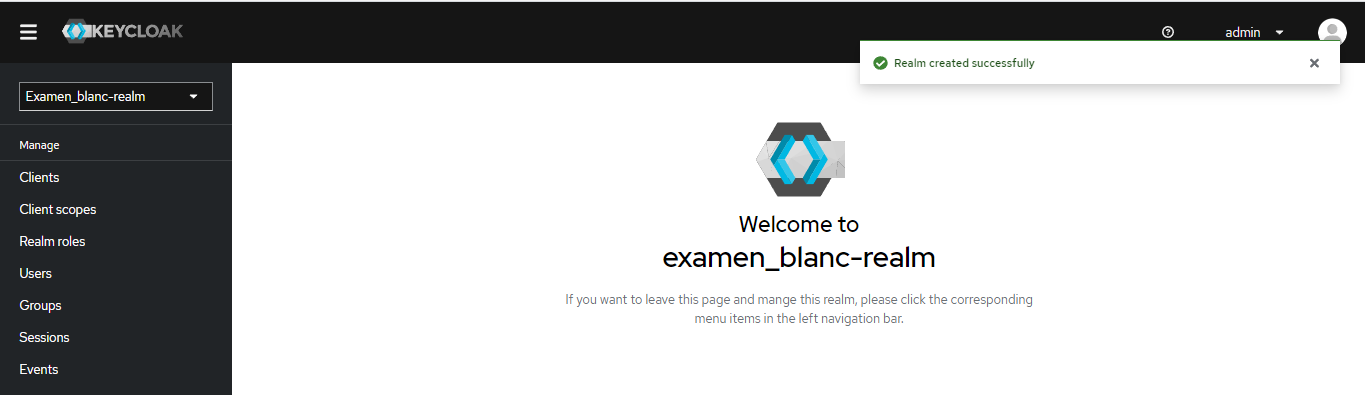 KEYCLOAK
admin
Realm created successfully
Examen_blanc-realm
Manage
Clients
Client scopes
Realm roles
Users
Groups
Sessions
Events
Welcome to
examen_blanc-realm
If you want to leave this page and mange this realm, please click the corresponding
menu items in the left navigation bar.